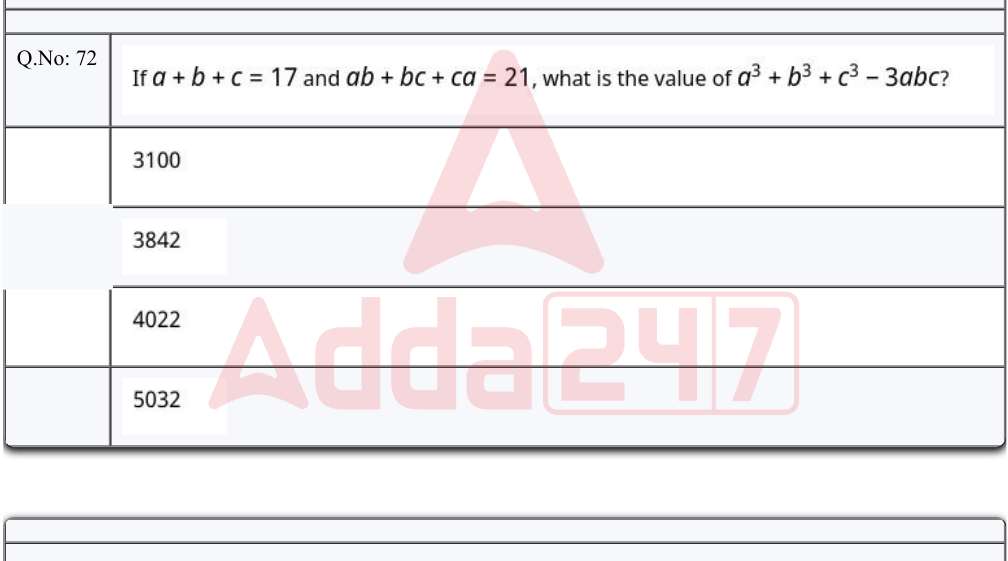 Q.No: 72
If a + b + c = 17 and ab + bc + ca = 21, what is the value of a³ + b³ + c³ – 3abc?
3100
3842
4022
5032
Adda247